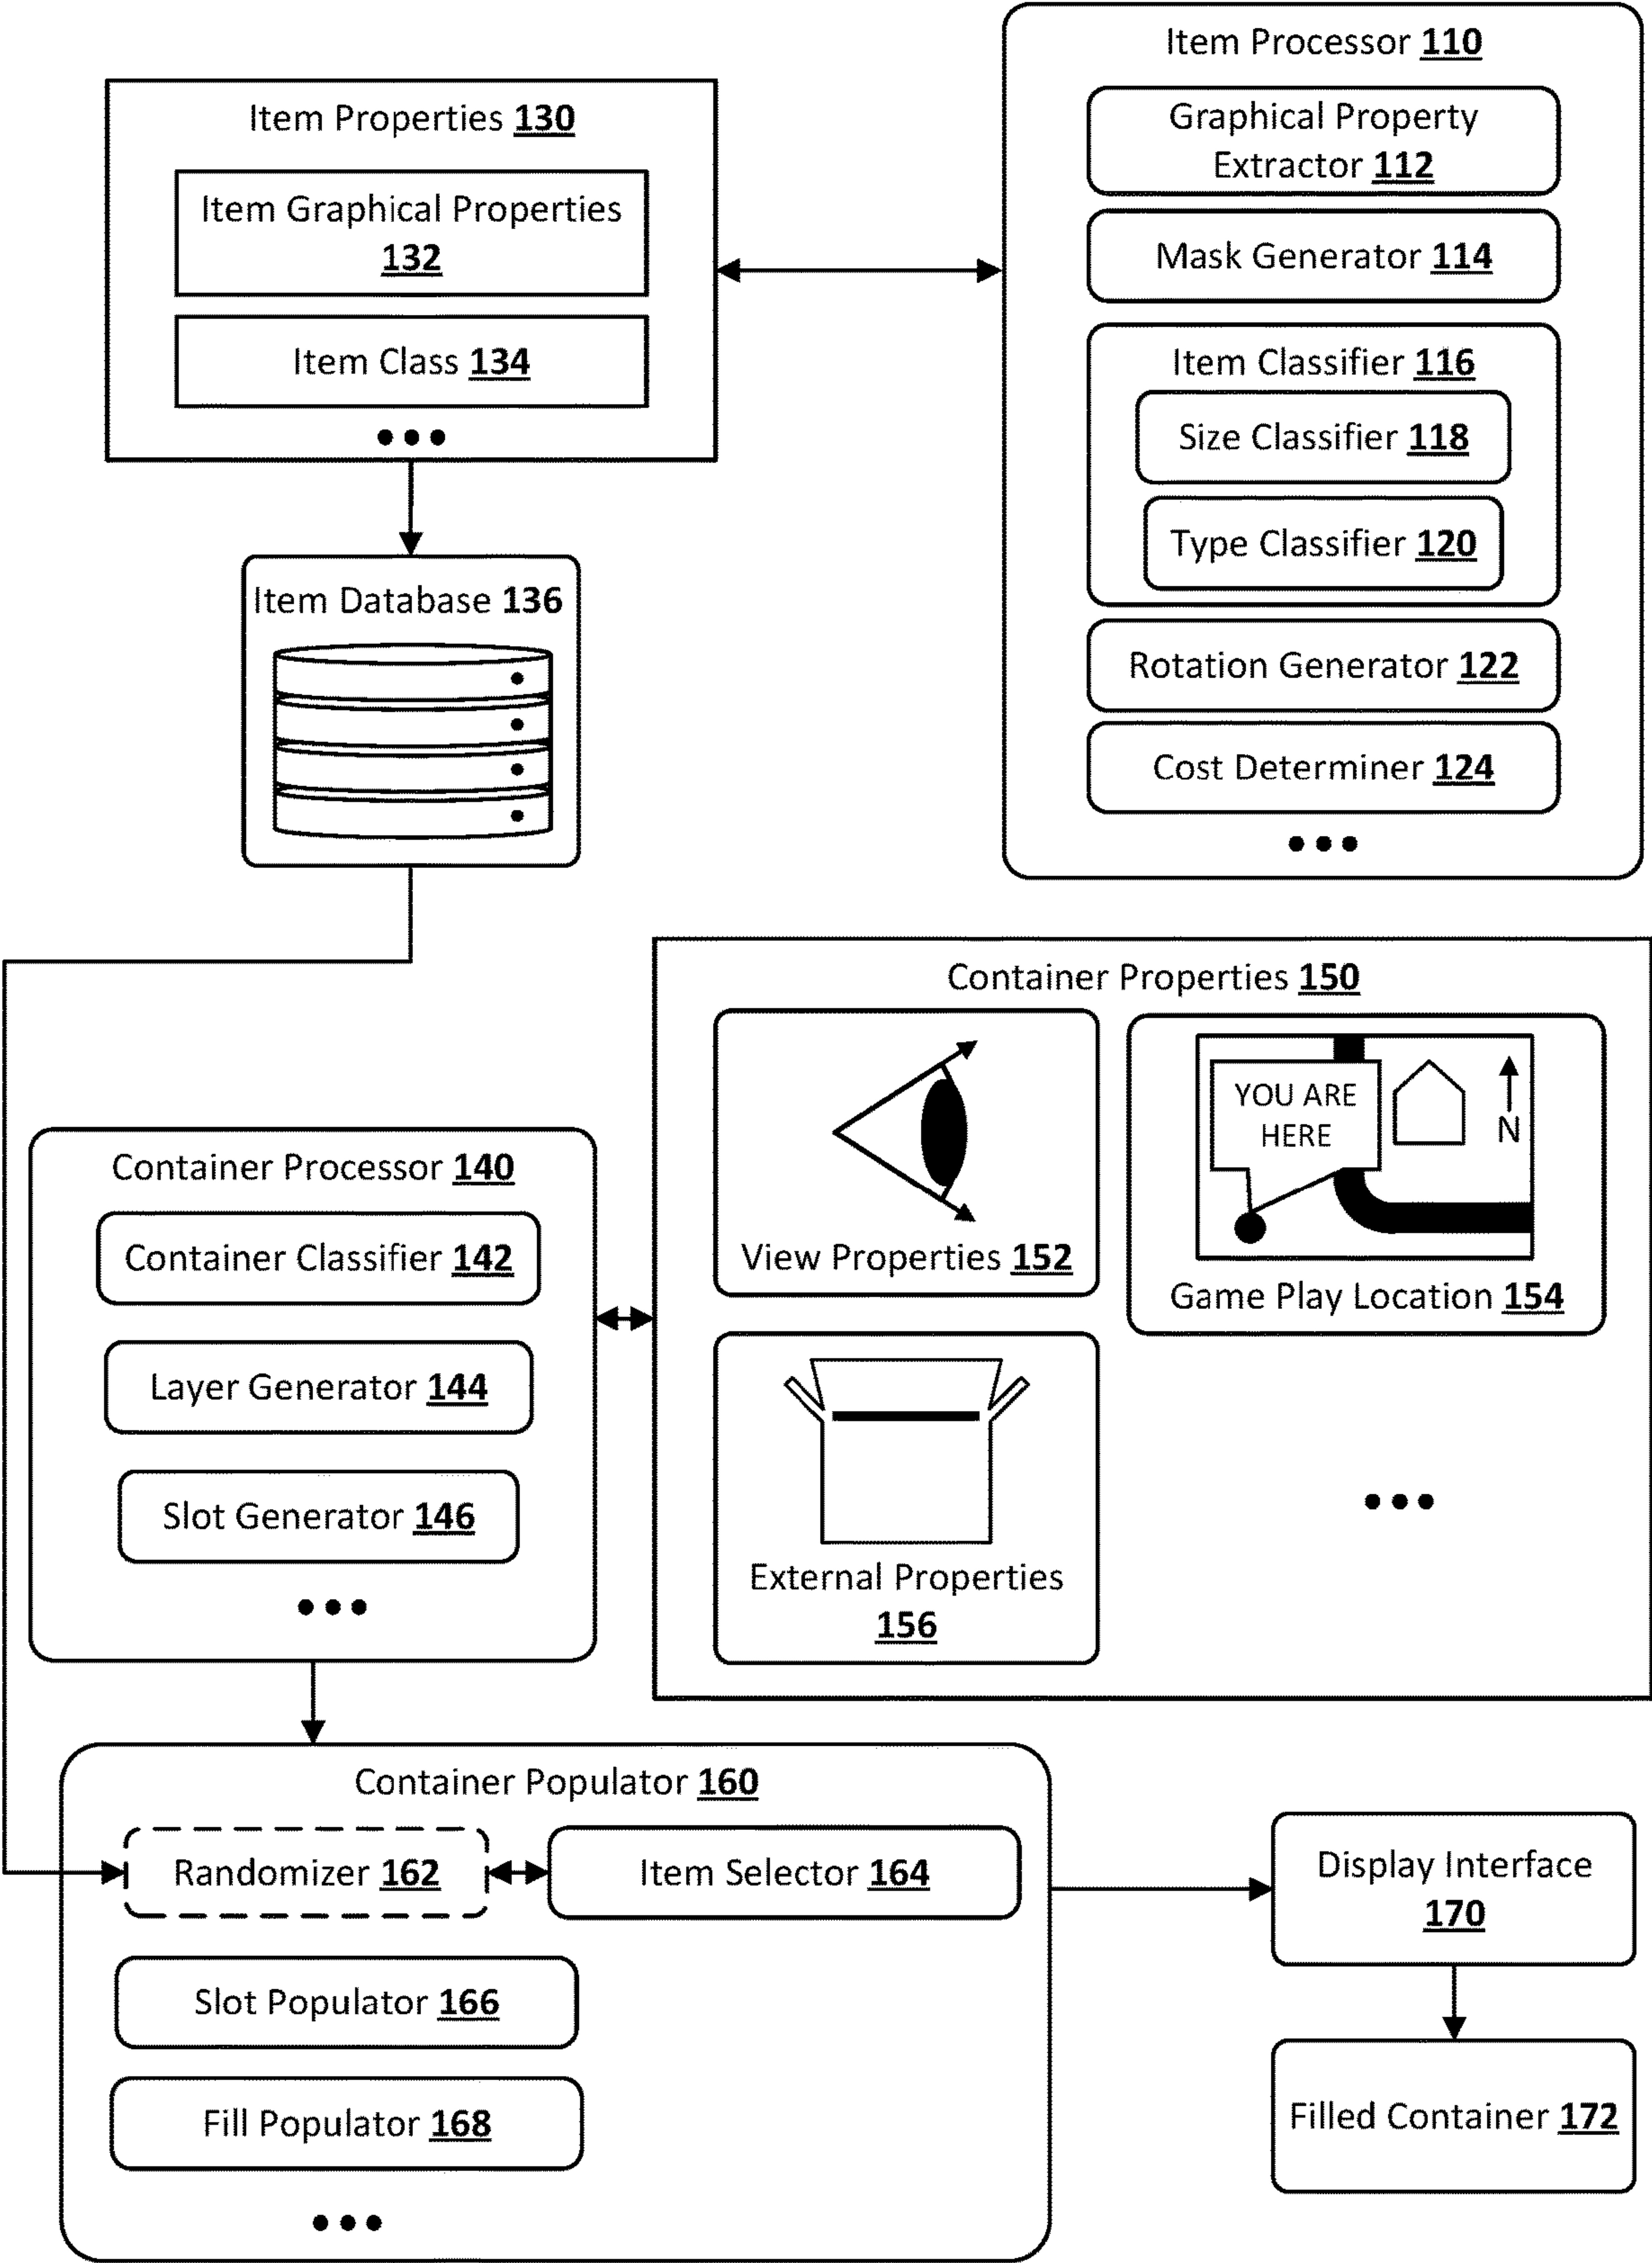 Item Processor 110
Graphical Property
Extractor 112
Mask Generator 114
Item Classifier 116
Size Classifier 118
Type Classifier 120
Rotation Generator 122
Cost Determiner 124
Item Properties 130
Item Graphical Properties
132
Item Class 134
Item Database 136
Container Properties 150
View Properties 152
YOU ARE
HERE
N
Game Play Location 154
External Properties
156
Container Processor 140
Container Classifier 142
Layer Generator 144
Slot Generator 146
Container Populator 160
Randomizer 162
Item Selector 164
Slot Populator 166
Fill Populator 168
Display Interface
170
Filled Container 172